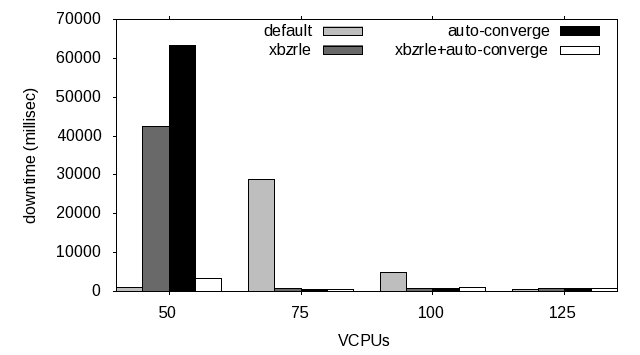 70000
60000
50000
40000
30000
20000
10000
0
downtime (millisec)
default
xbzrle
auto-converge
xbzrle+auto-converge
50 75 100 125
VCPUs